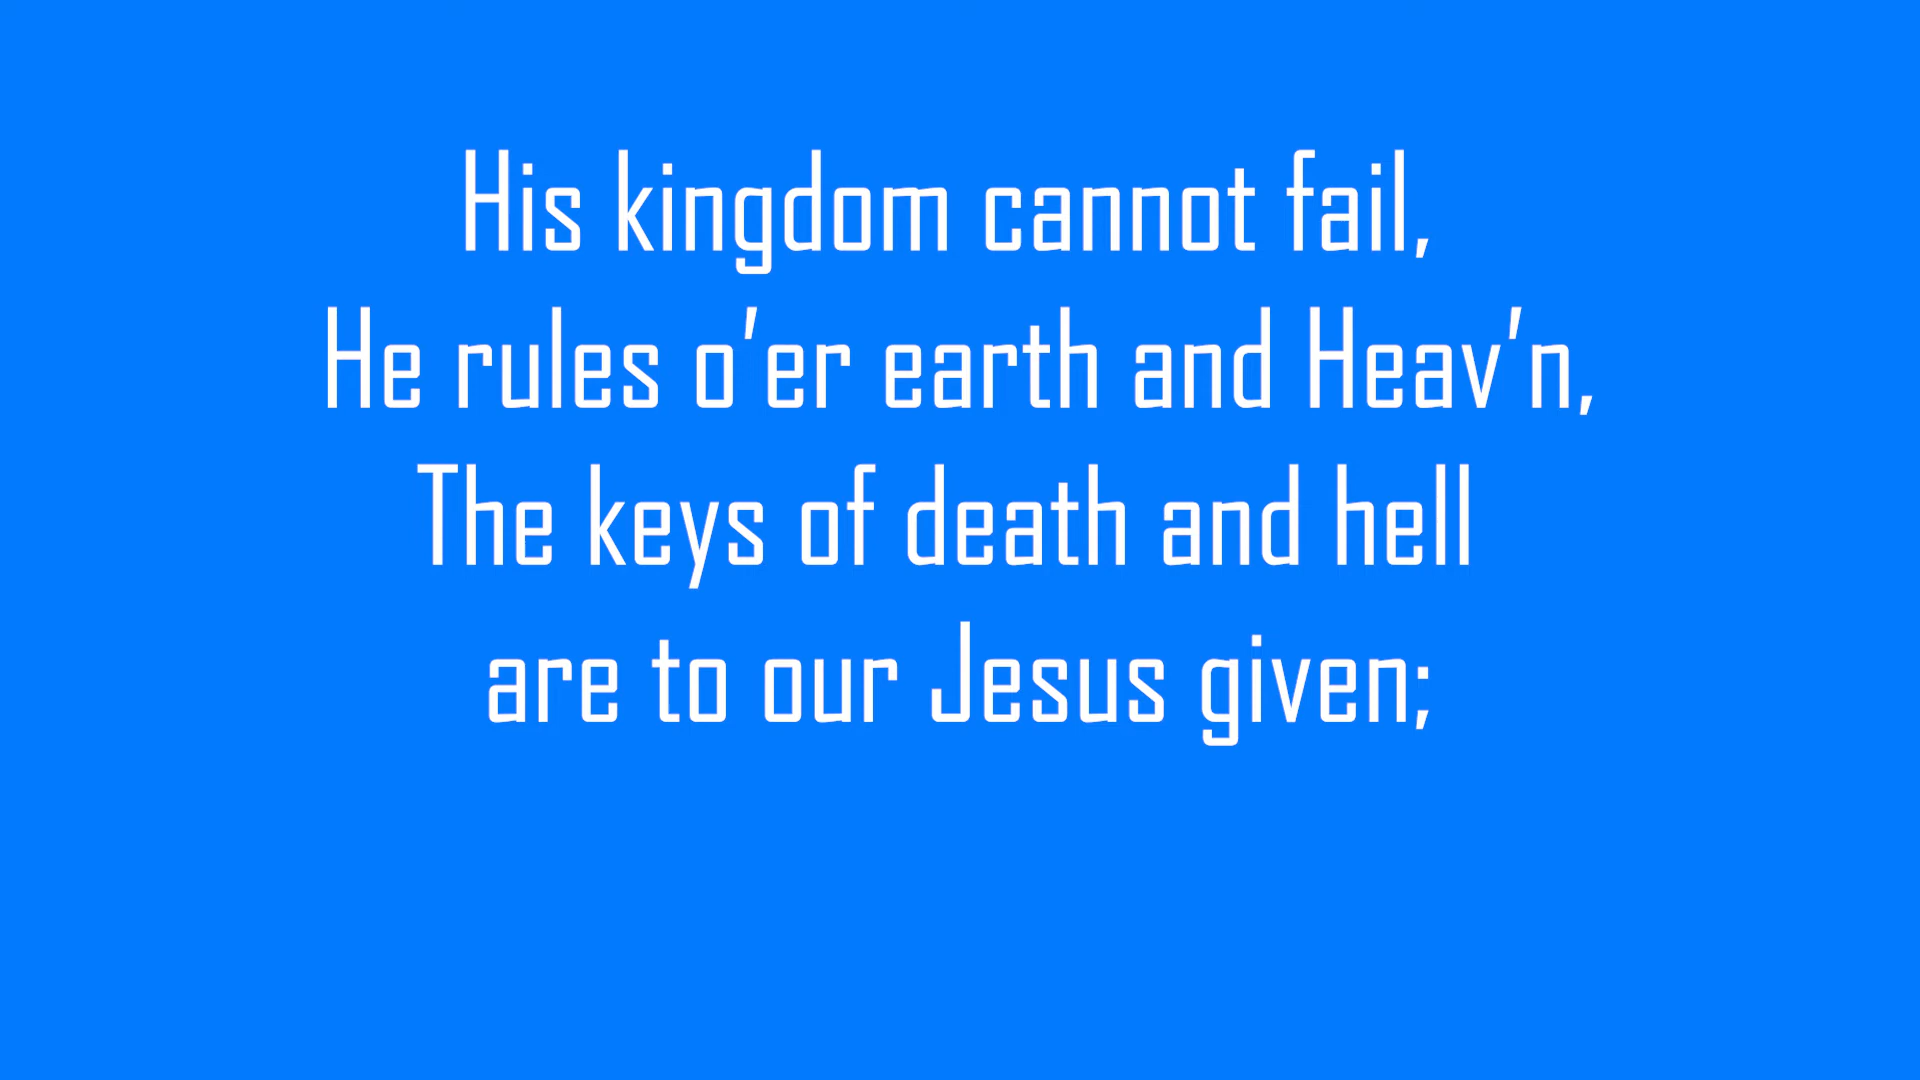 His kingdom cannot fail,
He rules o'er earth and Heav'n,
The keys of death and hell
are to our Jesus given;